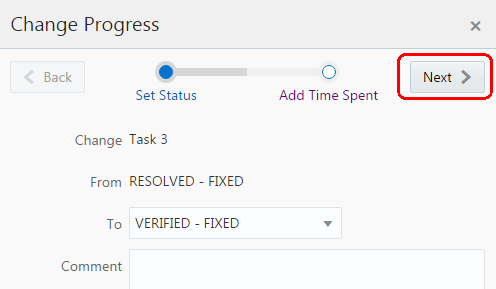 Change Progress
Back
Next
Set Status
Add Time Spent
Change Task 3
From RESOLVED - FIXED
To VERIFIED - FIXED
Comment